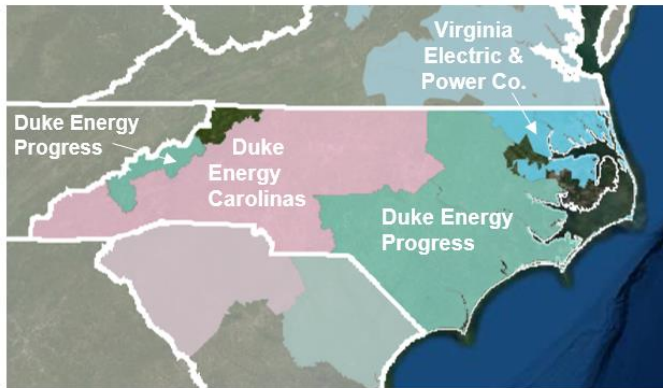 Virginia
Electric &
Power Co.
Duke Energy
Progress
Duke
Energy
Carolinas
Duke Energy
Progress